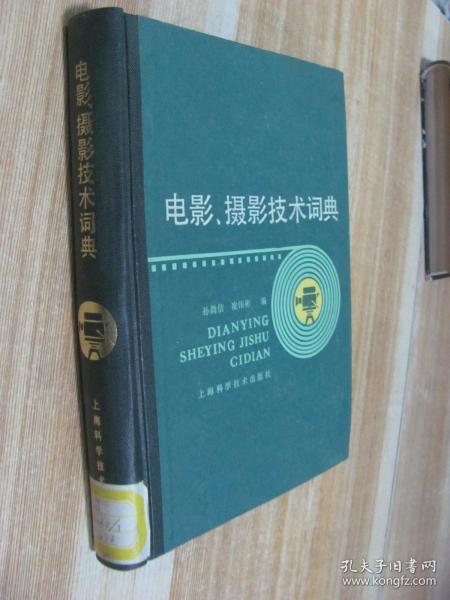 电影、摄影技术词典
上海科学技
电影、摄影技术词典
编
DIANYING
SHEYING JISHU
CIDIAN
上海科学技术出版社
孔夫子旧书网
www.kongfz.com